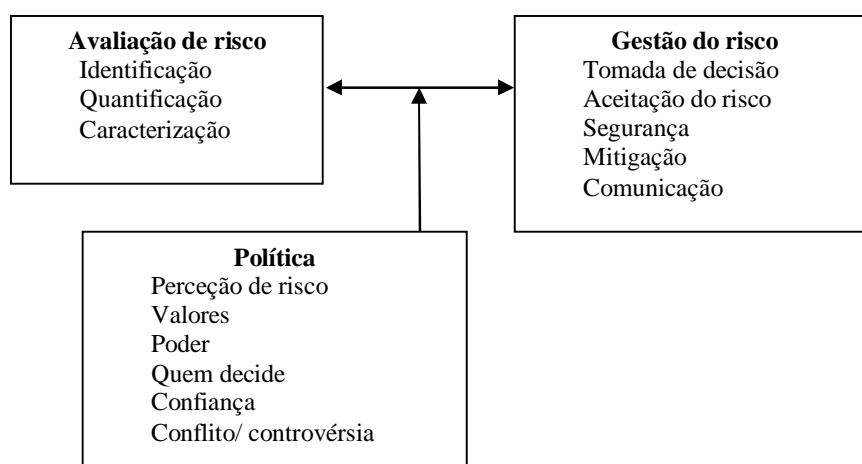 Avaliação de risco
Identificação
Quantificação
Caracterização
Gestão do risco
Tomada de decisão
Aceitação do risco
Segurança
Mitigação
Comunicação
Política
Perceção de risco
Valores
Poder
Quem decide
Confiança
Conflito/ controvérsia